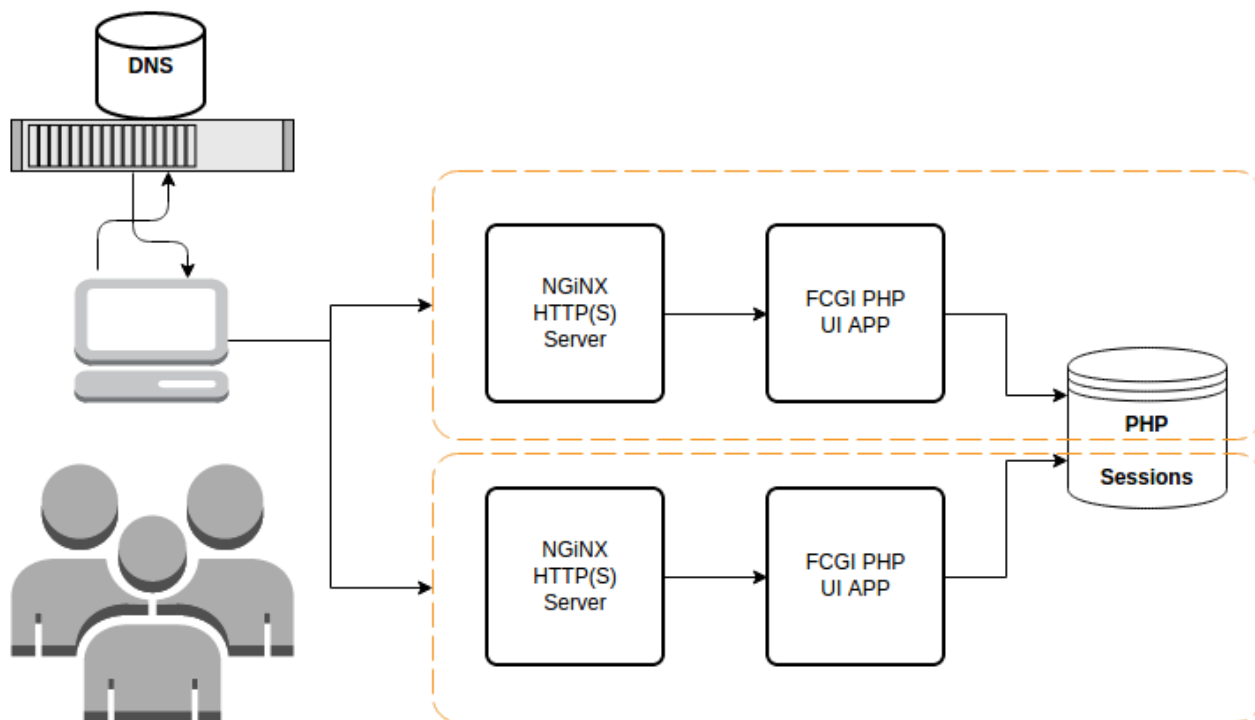 DNS
NGiNX
HTTP(S)
Server
FCGI PHP
UI APP
PHP
Sessions
NGiNX
HTTP(S)
Server
FCGI PHP
UI APP